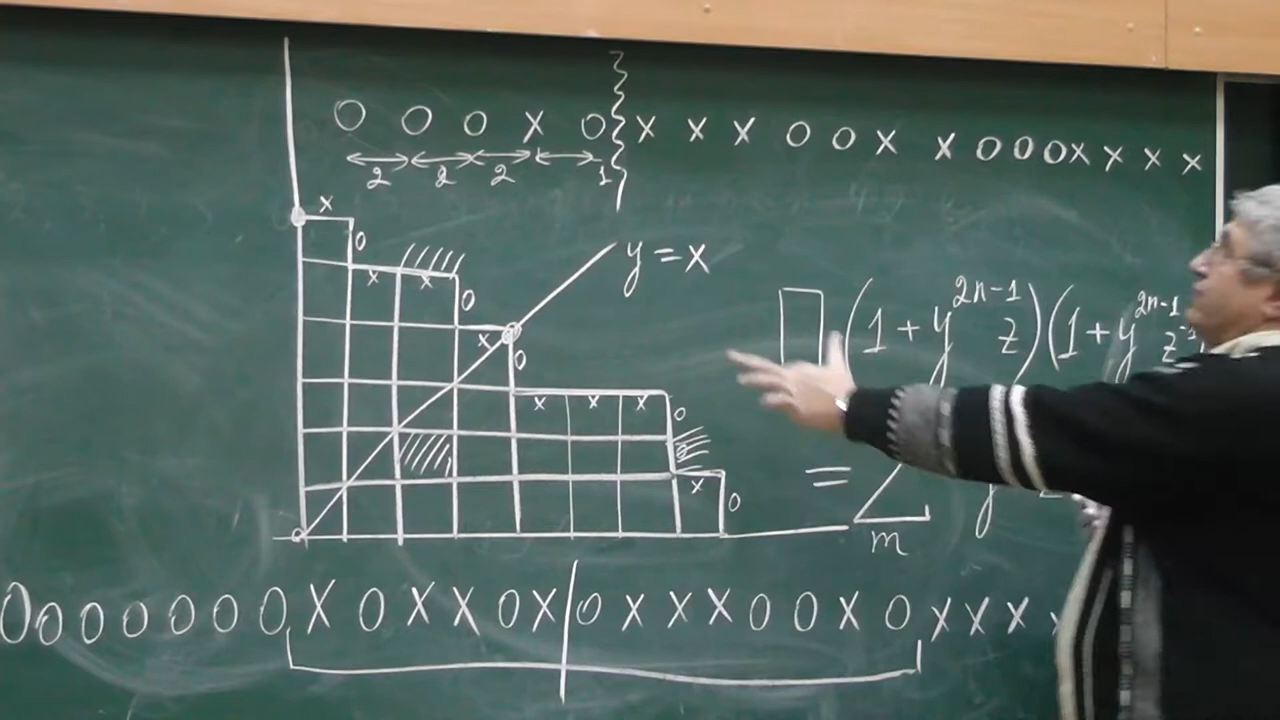 O O O X O X X X O O X X O O O X X X X
2 2 2 1
x
O
x x
O
y = x
x
O
x x x
O
x
O
∏ (1 + y^{2n-1} z)(1 + y^{2n-1} z^{-1}
= ∑ y
m
O O O O O O O X O X X O X O X X X O O X O X X X